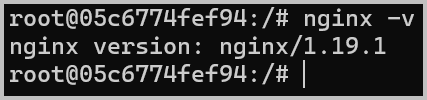 root@05c6774fef94:/# nginx -v
nginx version: nginx/1.19.1
root@05c6774fef94:/#